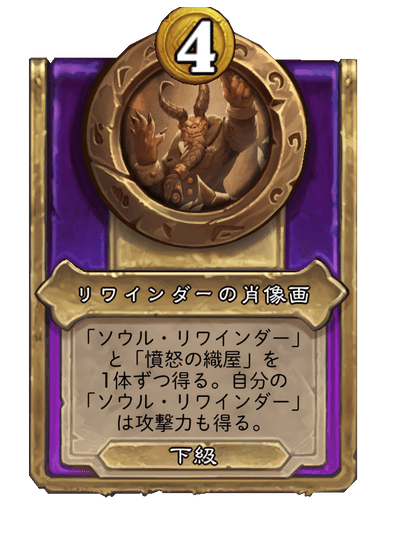 4
リワインダーの肖像画
「ソウル・リワインダー」
と「憤怒の織屋」を
1体ずつ得る。自分の
「ソウル・リワインダー」
は攻撃力も得る。
下級